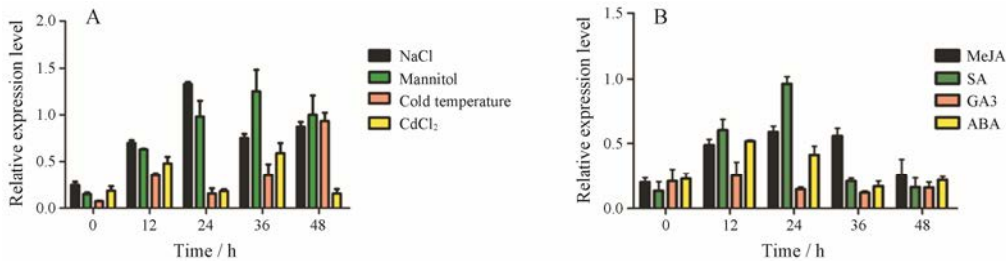 A
Relative expression level
2.0
1.5
1.0
0.5
0.0
NaCl
Mannitol
Cold temperature
CdCl₂
0 12 24 36 48
Time / h
B
Relative expression level
1.5
1.0
0.5
0.0
MeJA
SA
GA3
ABA
0 12 24 36 48
Time / h